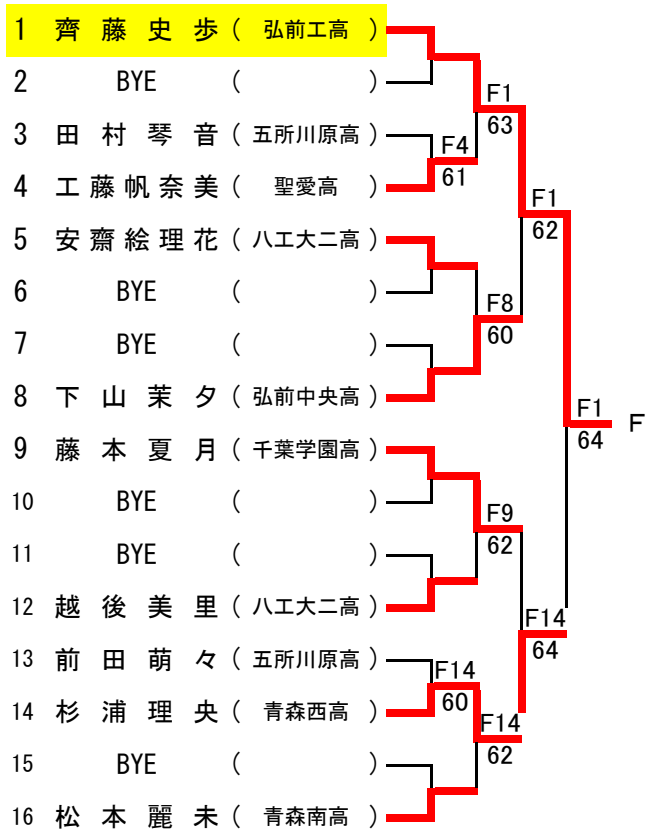 1 齊藤史歩 ( 弘前工高 )
2 BYE ( )
F1
63
3 田村琴音 ( 五所川原高 )
F4
61
4 工藤帆奈美 ( 聖愛高 )
F1
62
5 安齋絵理花 ( 八工大二高 )
6 BYE ( )
F8
60
7 BYE ( )
8 下山茉夕 ( 弘前中央高 )
F1
64
F
9 藤本夏月 ( 千葉学園高 )
10 BYE ( )
F9
62
11 BYE ( )
12 越後美里 ( 八工大二高 )
F14
64
13 前田萌々 ( 五所川原高 )
F14
60
14 杉浦理央 ( 青森西高 )
F14
62
15 BYE ( )
16 松本麗未 ( 青森南高 )